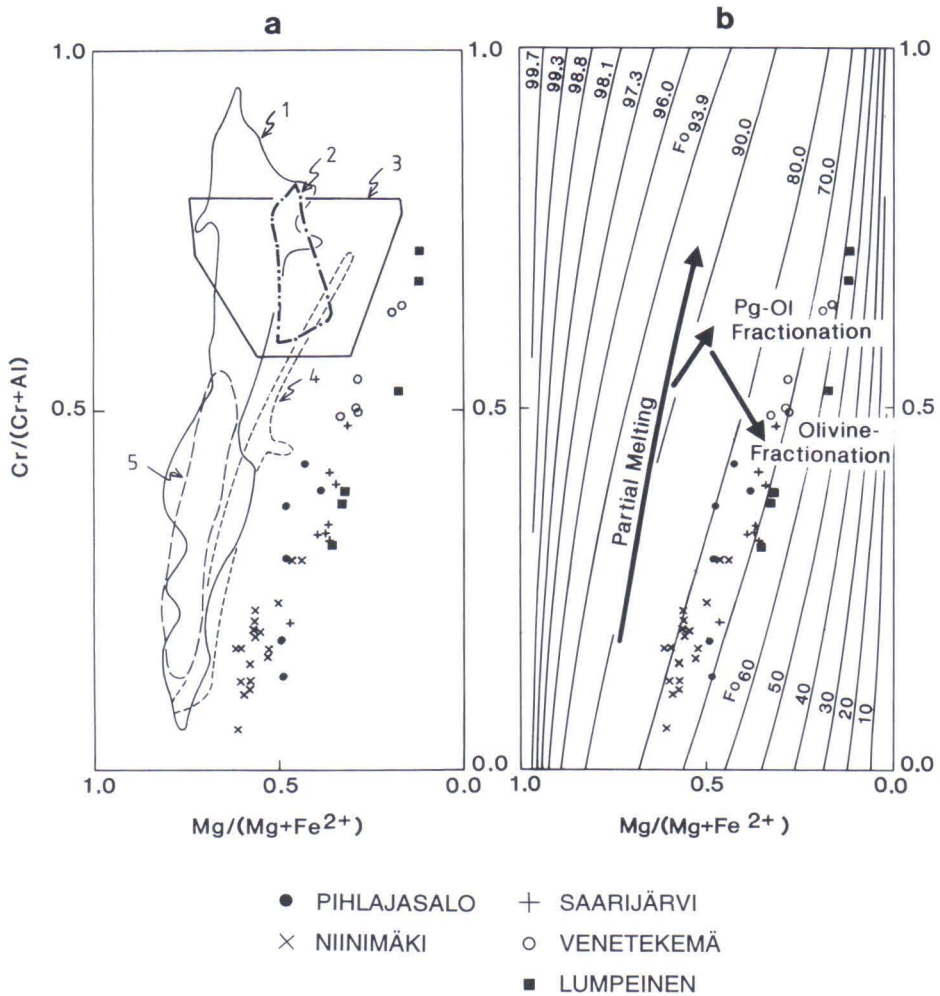 a
b
1.0
0.0
1.0
1
2
3
4
5
0.5
0.5
Cr/(Cr+Al)
1.0
0.5
0.0
0.0
Mg/(Mg+Fe2+)
99.7
99.3
98.8
98.1
97.3
96.0
Fo93.9
90.0
80.0
70.0
Partial Melting
Pg-Ol
Fractionation
Olivine-
Fractionation
Fo60
50
40
30
20
10
1.0
0.5
0.0
1.0
0.5
0.0
Mg/(Mg+Fe 2+)
PIHLAJASALO
SAARIJÄRVI
NIINIMÄKI
VENETEKEMÄ
LUMPEINEN